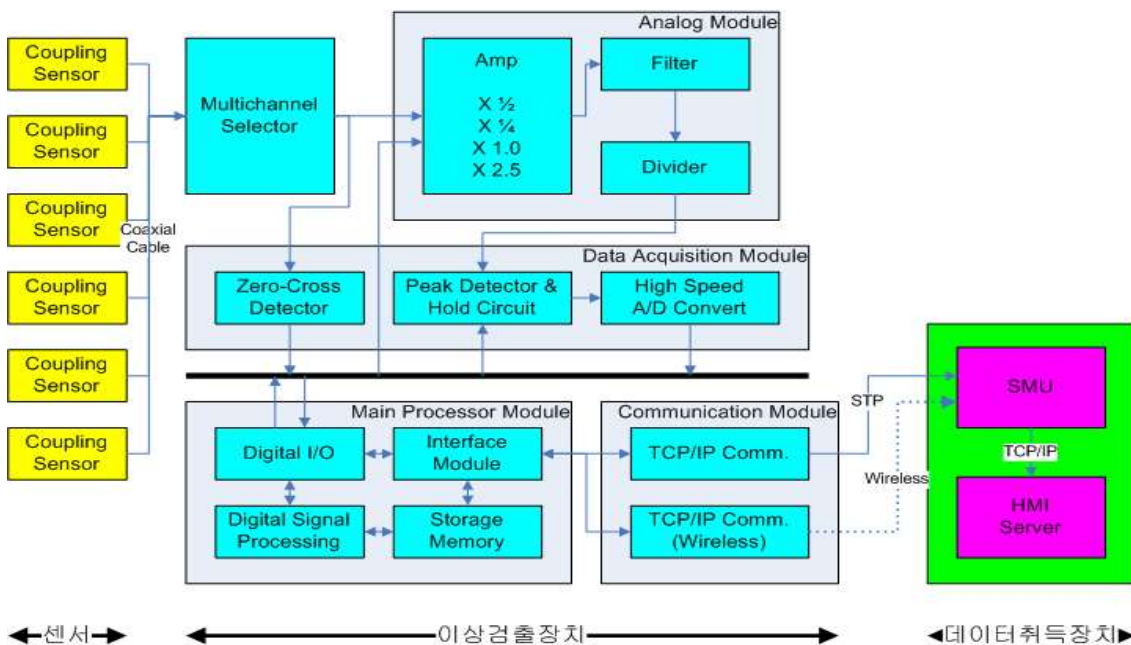 Coupling
Sensor
Coupling
Sensor
Coupling
Sensor
Coaxial
Cable
Coupling
Sensor
Coupling
Sensor
Coupling
Sensor
Multichannel
Selector
Analog Module
Amp
X ½
X ¼
X 1.0
X 2.5
Filter
Divider
Data Acquisition Module
Zero-Cross
Detector
Peak Detector &
Hold Circuit
High Speed
A/D Convert
Main Processor Module
Digital I/O
Interface
Module
Digital Signal
Processing
Storage
Memory
Communication Module
TCP/IP Comm.
TCP/IP Comm.
(Wireless)
STP
Wireless
SMU
TCP/IP
HMI
Server
센서
이상검출장치
데이터취득장치